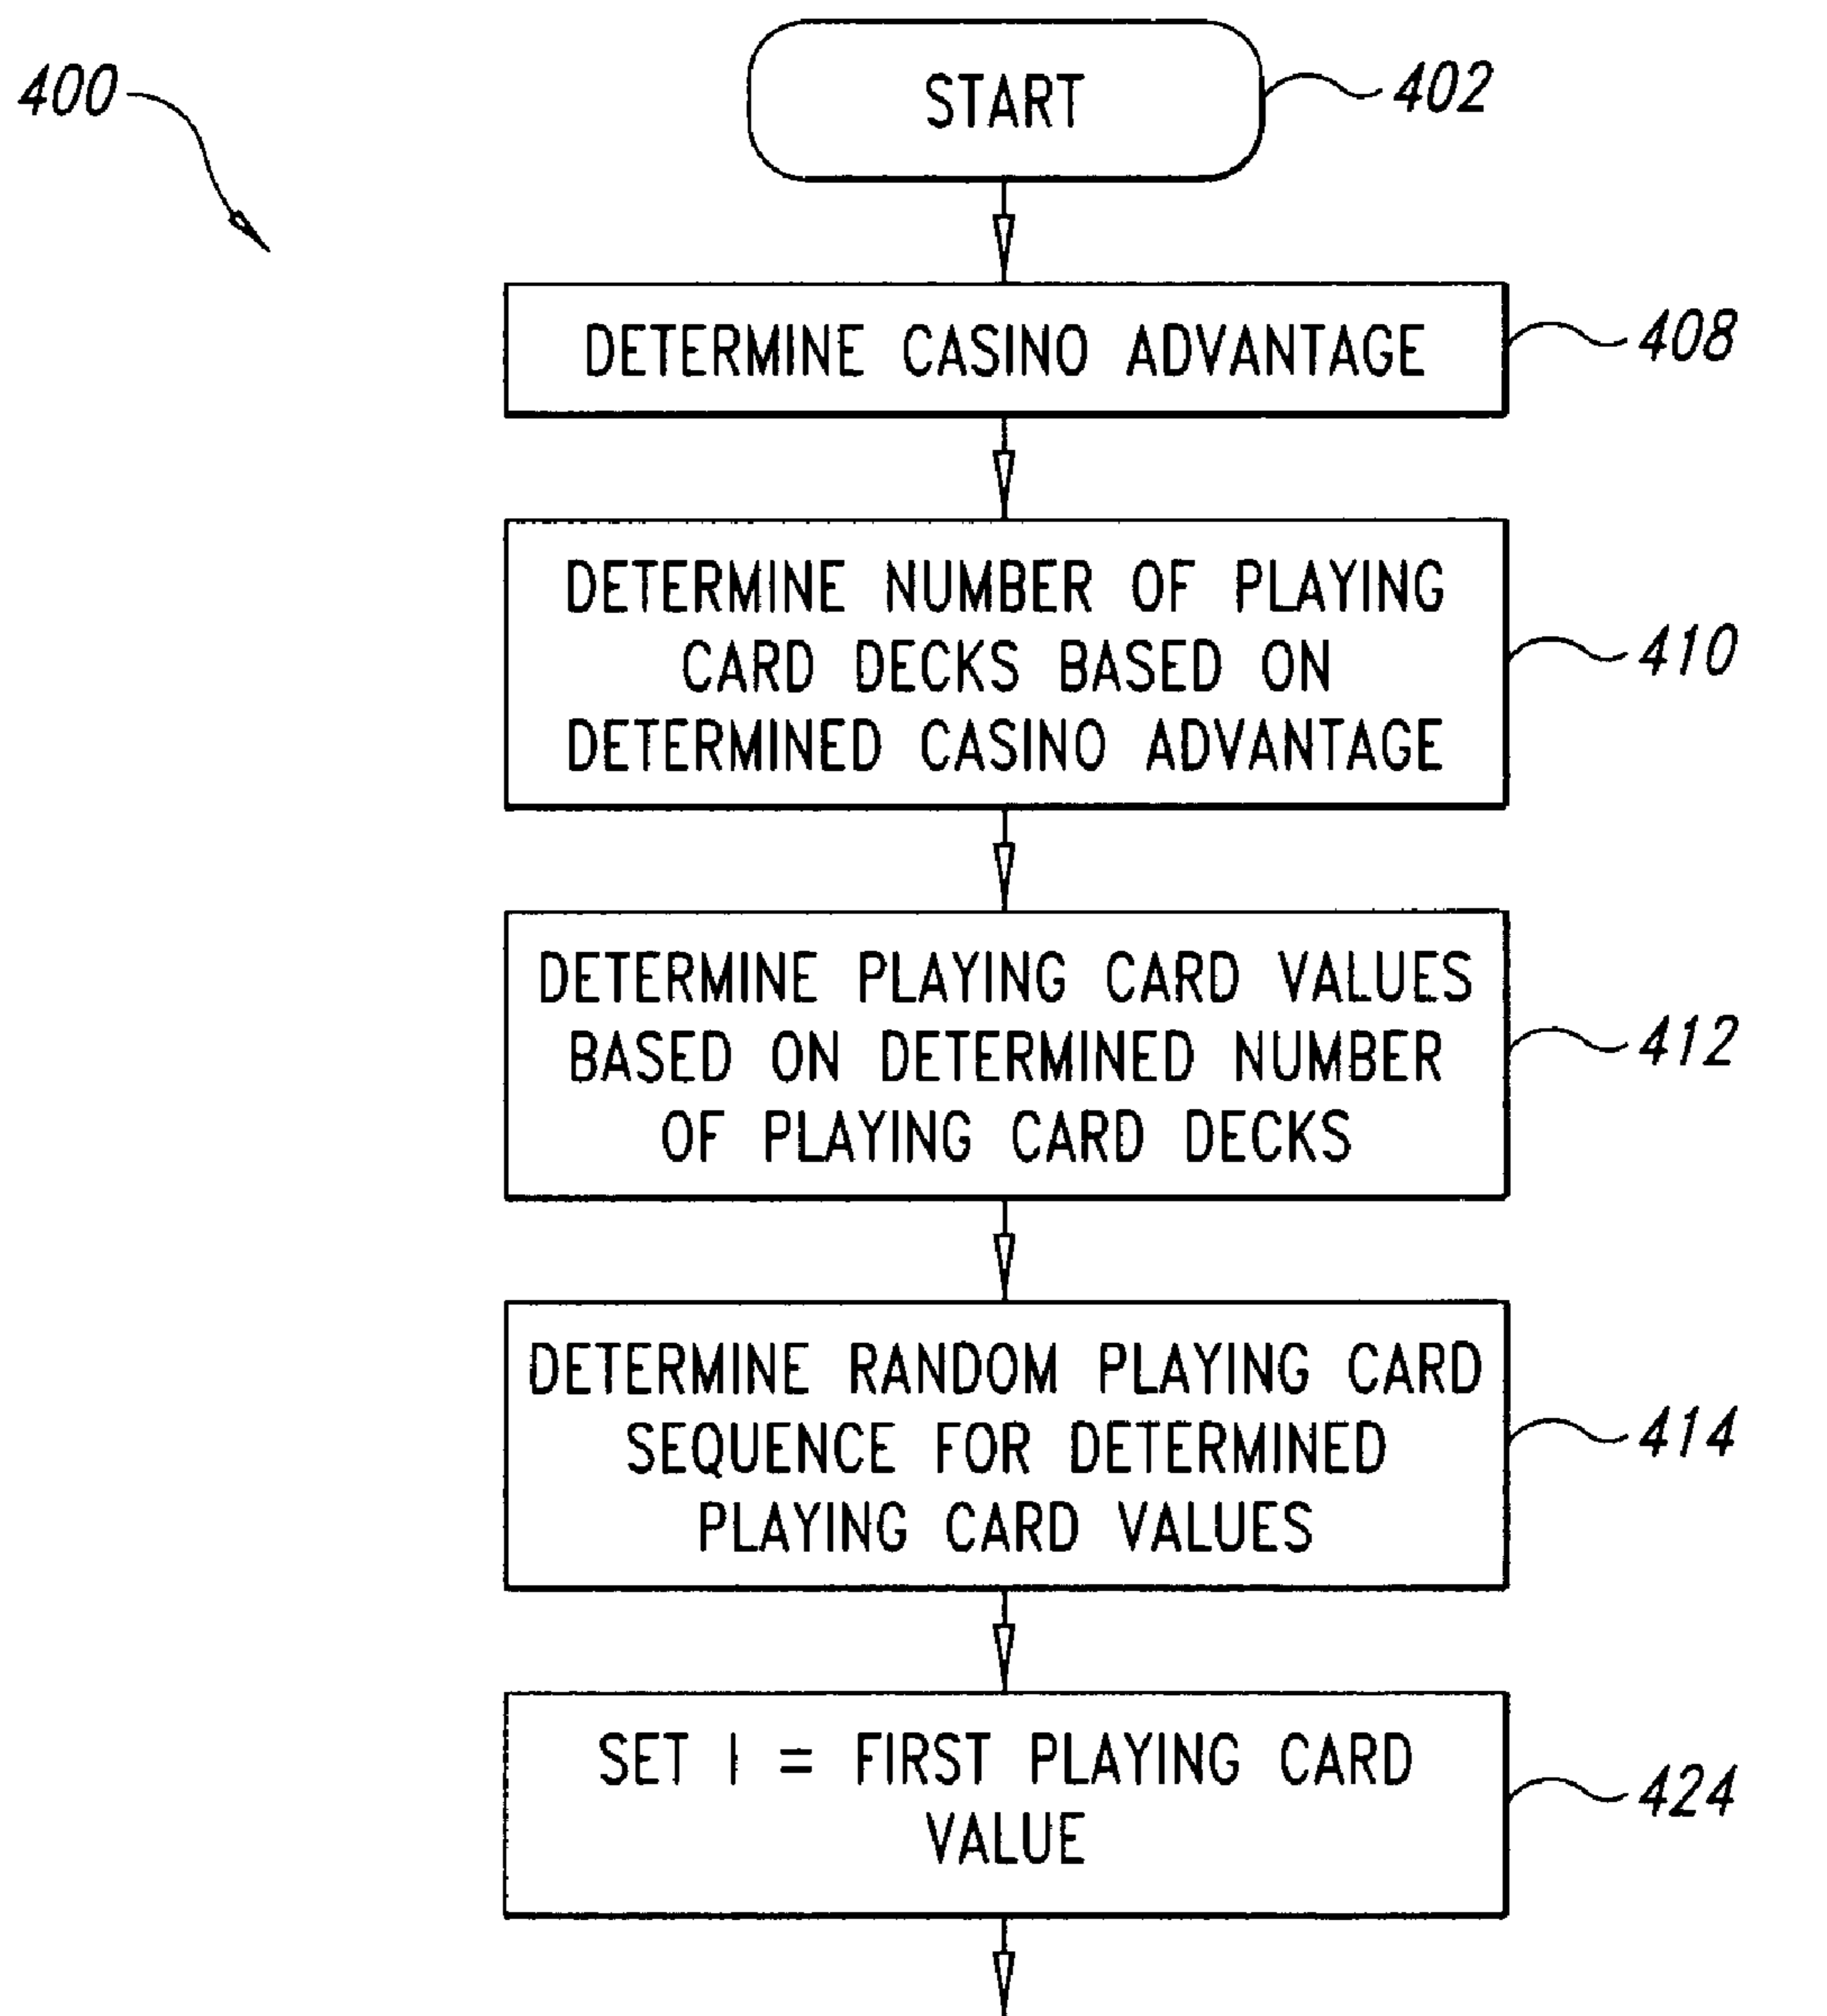 400
START
402
DETERMINE CASINO ADVANTAGE
408
DETERMINE NUMBER OF PLAYING
CARD DECKS BASED ON
DETERMINED CASINO ADVANTAGE
410
DETERMINE PLAYING CARD VALUES
BASED ON DETERMINED NUMBER
OF PLAYING CARD DECKS
412
DETERMINE RANDOM PLAYING CARD
SEQUENCE FOR DETERMINED
PLAYING CARD VALUES
414
SET I = FIRST PLAYING CARD
VALUE
424